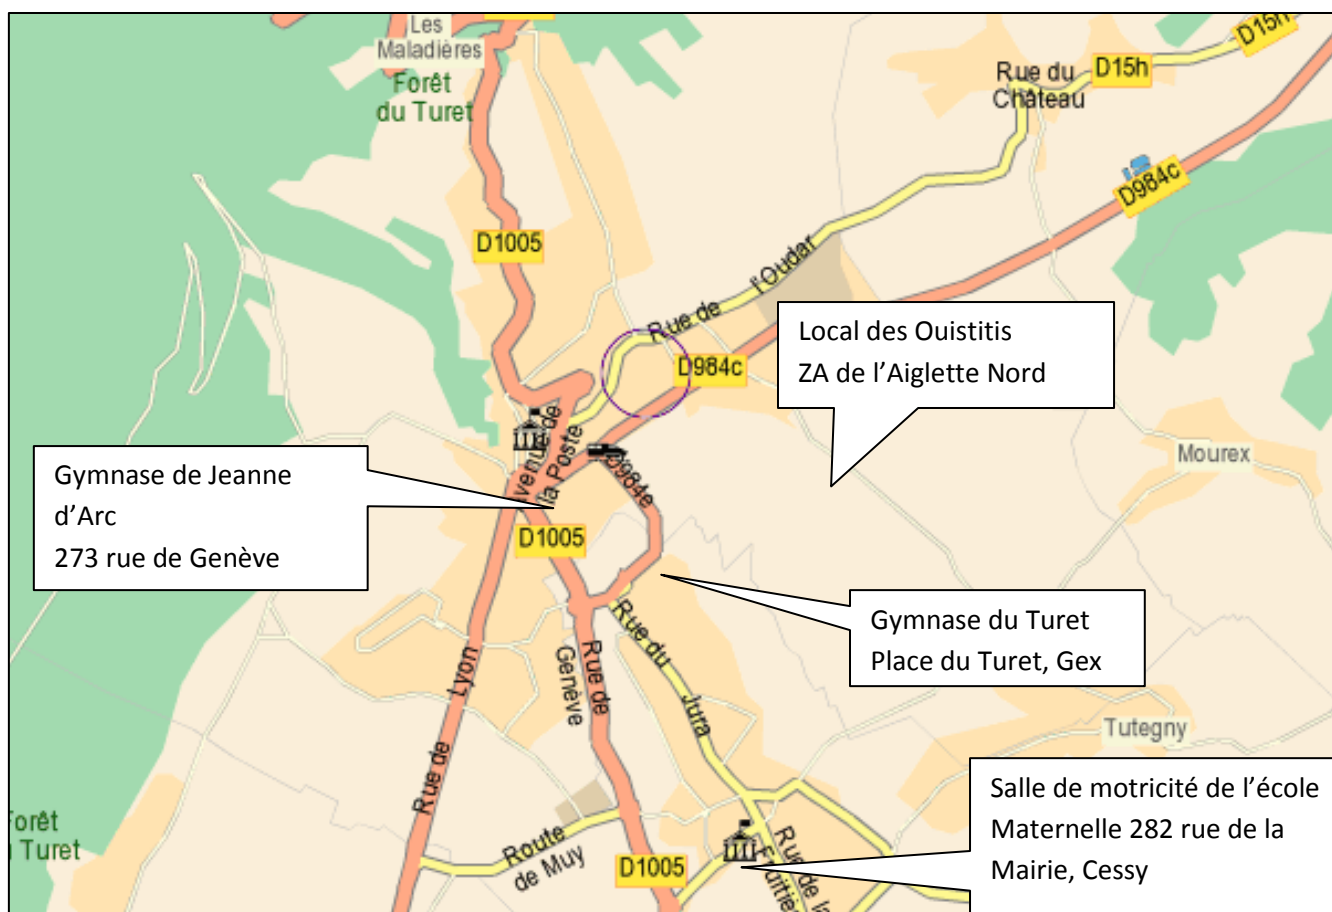 Les
Maladières
Forêt
du Turet
D15h
D15h
Rue du
Château
D984c
D1005
Rue de l'Oudar
D984c
Local des Ouistitis
ZA de l’Aiglette Nord
Avenue de
la Poste
D984e
Mourex
Gymnase de Jeanne
d’Arc
273 rue de Genève
D1005
Gymnase du Turet
Place du Turet, Gex
Rue de Lyon
Rue de
Genève
Rue du Jura
Tutegny
Salle de motricité de l’école
Maternelle 282 rue de la
Mairie, Cessy
Forêt
Turet
Route
de Muy
D1005
Rue de la